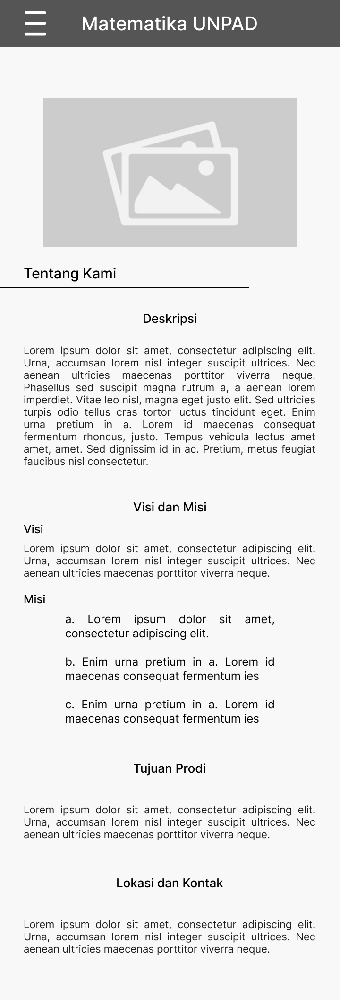 Matematika UNPAD
Tentang Kami
Deskripsi
Lorem ipsum dolor sit amet, consectetur adipiscing elit.
Urna, accumsan lorem nisl integer suscipit ultrices. Nec
aenean ultricies maecenas porttitor viverra neque.
Phasellus sed suscipit magna rutrum a, a aenean lorem
imperdiet. Vitae leo nisl, magna eget justo elit. Sed ultricies
turpis odio tellus cras tortor luctus tincidunt eget. Enim
urna pretium in a. Lorem id maecenas consequat
fermentum rhoncus, justo. Tempus vehicula lectus amet
amet, amet. Sed dignissim id in ac. Pretium, metus feugiat
faucibus nisl consectetur.
Visi dan Misi
Visi
Lorem ipsum dolor sit amet, consectetur adipiscing elit.
Urna, accumsan lorem nisl integer suscipit ultrices. Nec
aenean ultricies maecenas porttitor viverra neque.
Misi
a. Lorem ipsum dolor sit amet,
consectetur adipiscing elit.
b. Enim urna pretium in a. Lorem id
maecenas consequat fermentum ies
c. Enim urna pretium in a. Lorem id
maecenas consequat fermentum ies
Tujuan Prodi
Lorem ipsum dolor sit amet, consectetur adipiscing elit.
Urna, accumsan lorem nisl integer suscipit ultrices. Nec
aenean ultricies maecenas porttitor viverra neque.
Lokasi dan Kontak
Lorem ipsum dolor sit amet, consectetur adipiscing elit.
Urna, accumsan lorem nisl integer suscipit ultrices. Nec
aenean ultricies maecenas porttitor viverra neque.